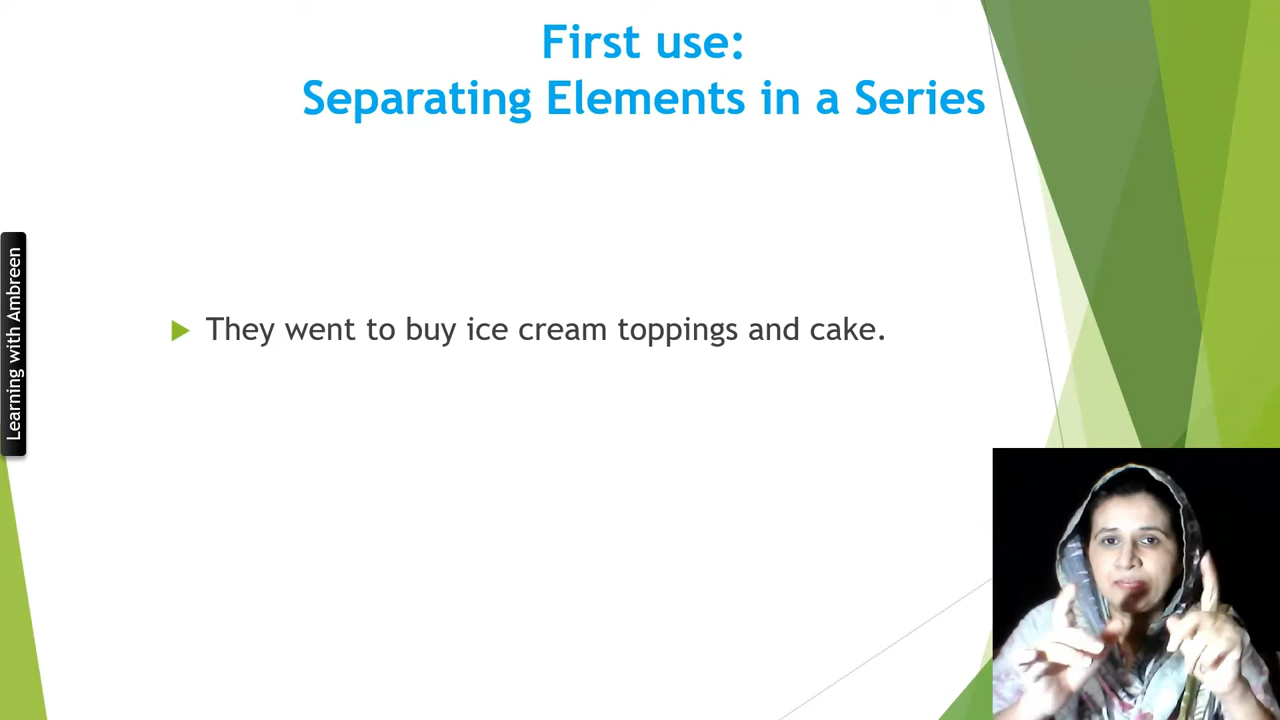 First use:
Separating Elements in a Series
They went to buy ice cream toppings and cake.
Learning with Ambreen